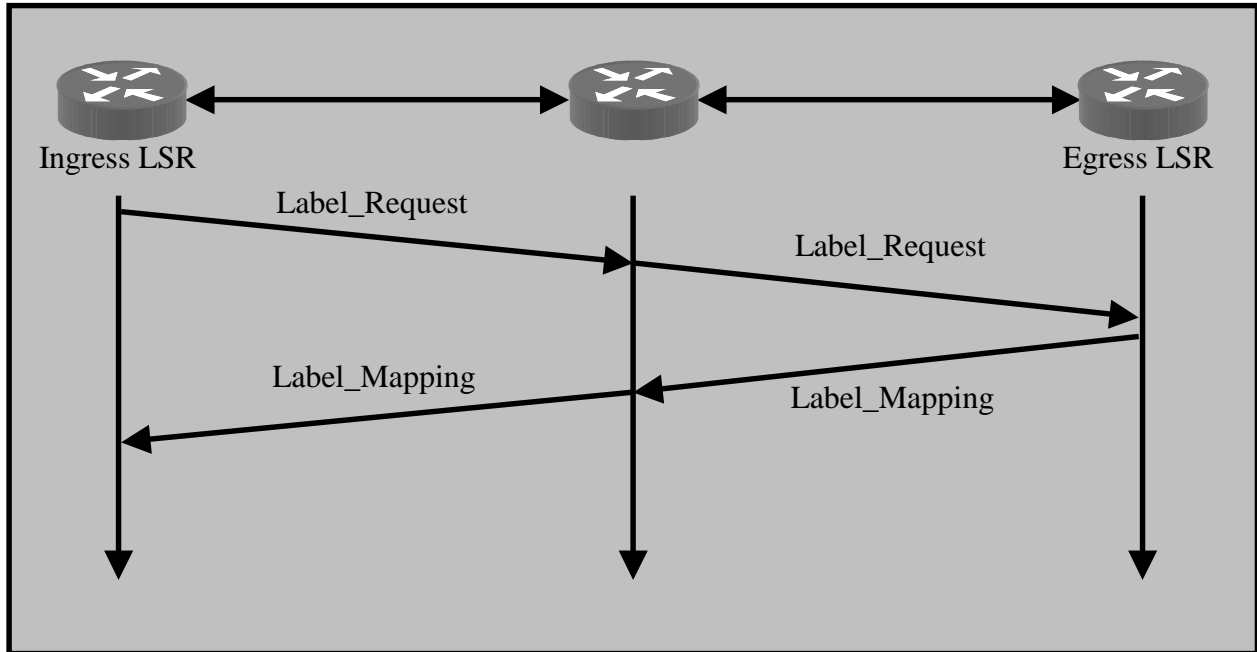 Ingress LSR
Egress LSR
Label_Request
Label_Request
Label_Mapping
Label_Mapping